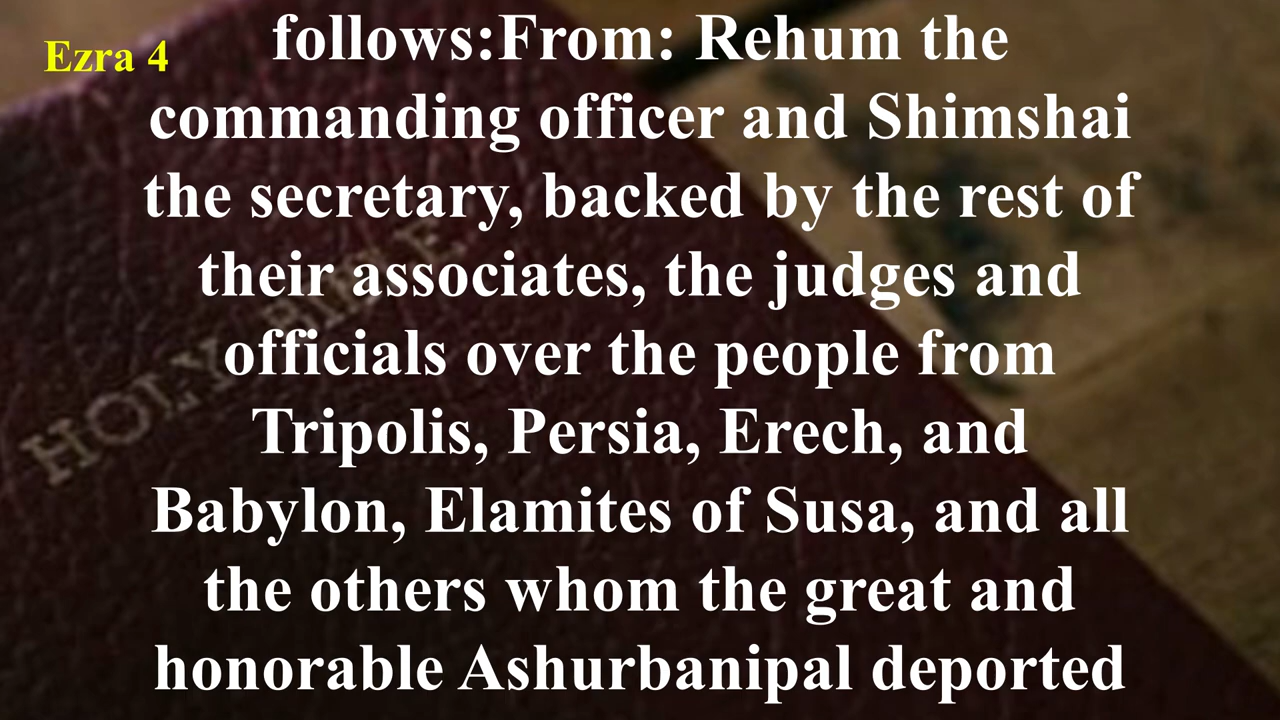 Ezra 4
follows:From: Rehum the
commanding officer and Shimshai
the secretary, backed by the rest of
their associates, the judges and
officials over the people from
Tripolis, Persia, Erech, and
Babylon, Elamites of Susa, and all
the others whom the great and
honorable Ashurbanipal deported
HOLY BIBLE